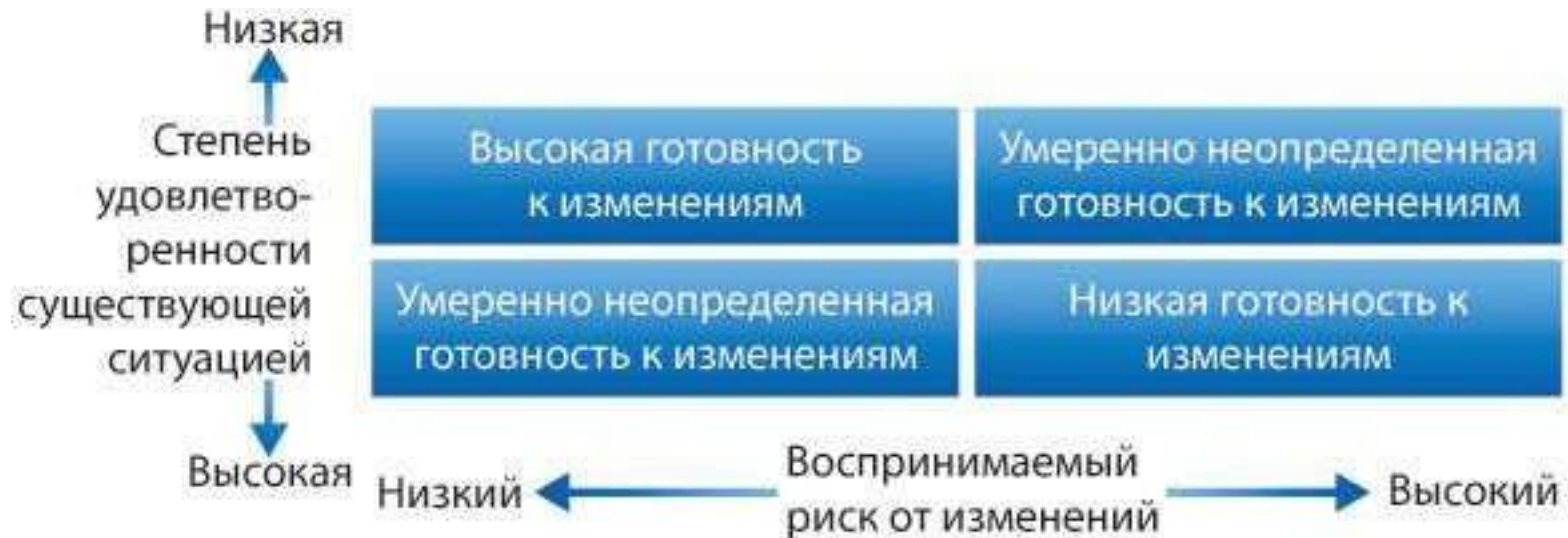 Низкая
Степень
удовлетво-
ренности
существующей
ситуацией
Высокая
Высокая готовность
к изменениям
Умеренно неопределенная
готовность к изменениям
Умеренно неопределенная
готовность к изменениям
Низкая готовность к
изменениям
Низкий
Воспринимаемый
риск от изменений
Высокий